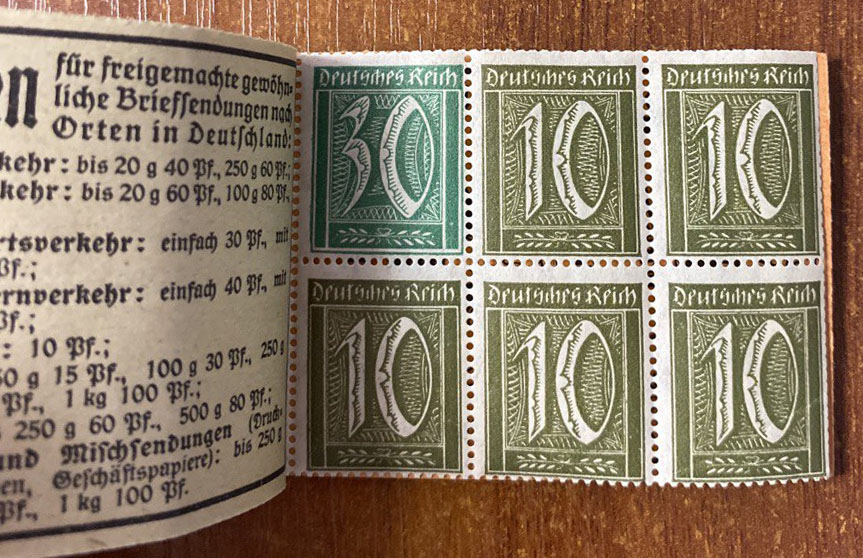 für freigemachte gewöhn-
liche Briefsendungen nach
Orten in Deutschland:
kehr: bis 20 g 40 Pf., 250 g 60 Pf.;
kehr: bis 20 g 60 Pf., 100 g 80 Pf.,
rtsverkehr: einfach 30 Pf., mit
Pf.;
ernverkehr: einfach 40 Pf., mit
Pf.;
: 10 Pf.;
50 g 15 Pf., 100 g 30 Pf., 250 g
Pf., 1 kg 100 Pf.;
250 g 60 Pf., 500 g 80 Pf.;
und Mischsendungen (Druck-
en, Geschäftspapiere): bis 250 g
Pf., 1 kg 100 Pf.
Deutsches Reich
30
Deutsches Reich
10
Deutsches Reich
10
Deutsches Reich
10
Deutsches Reich
10
Deutsches Reich
10